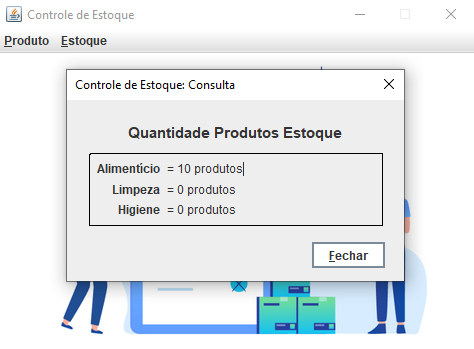 Controle de Estoque
Produto Estoque
Controle de Estoque: Consulta
Quantidade Produtos Estoque
Alimentício = 10 produtos
Limpeza = 0 produtos
Higiene = 0 produtos
Fechar